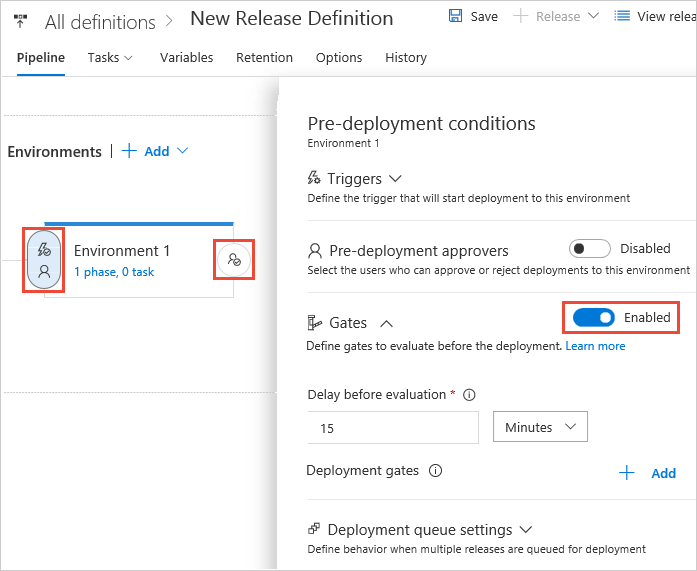 All definitions > New Release Definition
Save + Release View relea
Pipeline Tasks Variables Retention Options History
Environments | + Add
Environment 1
1 phase, 0 task
Pre-deployment conditions
Environment 1
Triggers
Define the trigger that will start deployment to this environment
Pre-deployment approvers Disabled
Select the users who can approve or reject deployments to this environment
Gates Enabled
Define gates to evaluate before the deployment. Learn more
Delay before evaluation *
15 Minutes
Deployment gates + Add
Deployment queue settings
Define behavior when multiple releases are queued for deployment